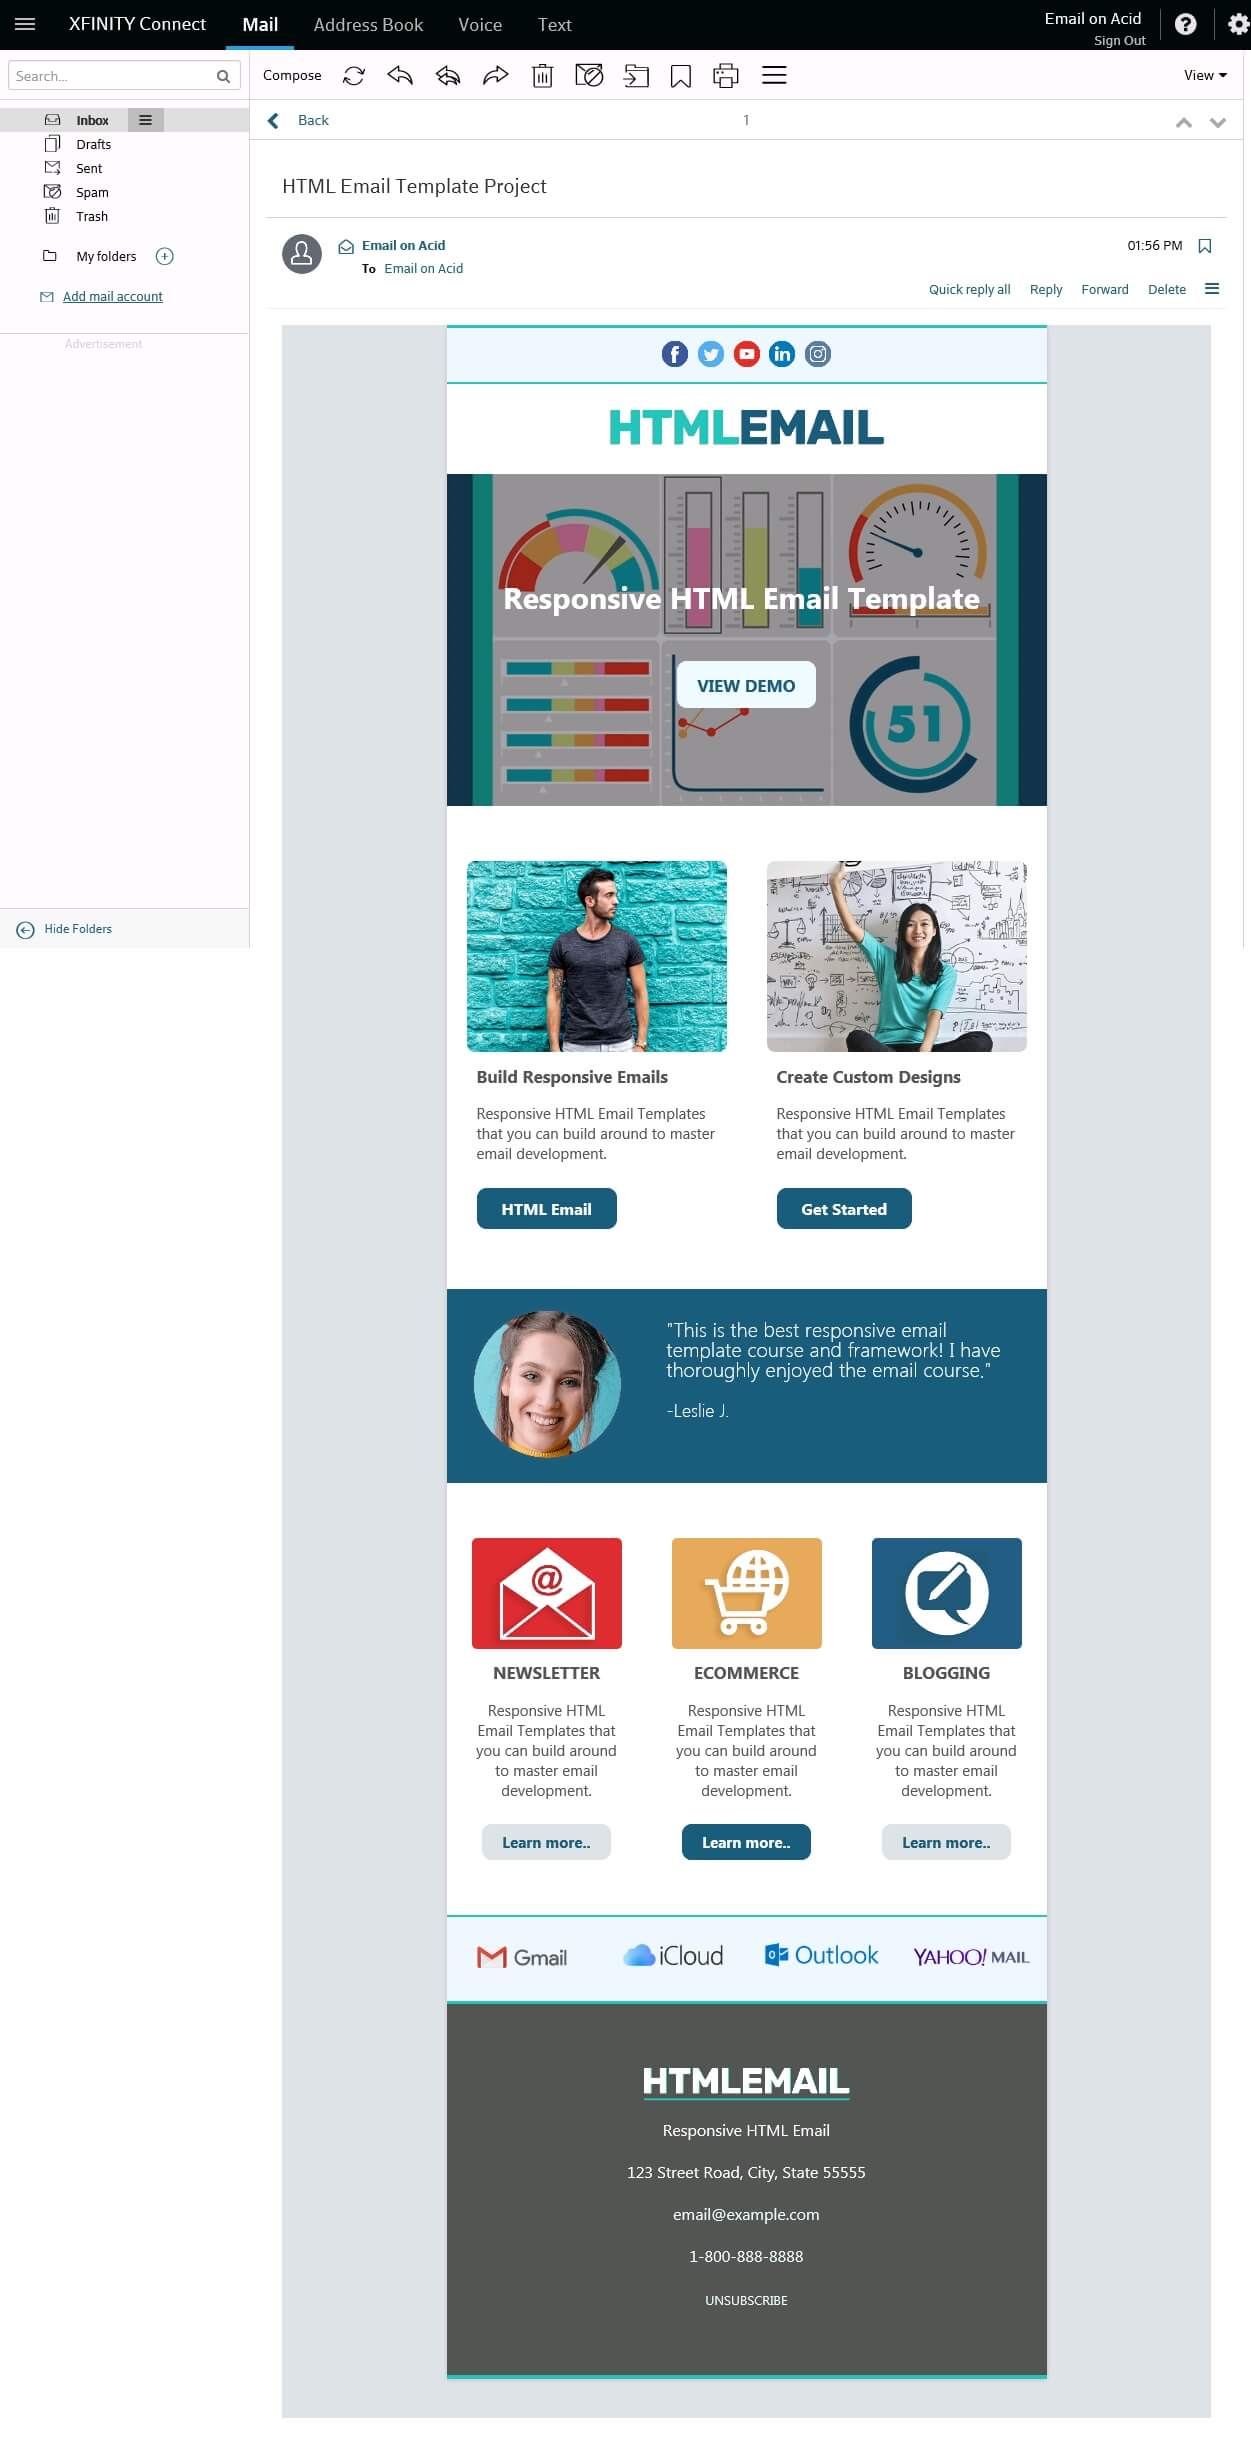 XFINITY Connect Mail Address Book Voice Text Email on Acid
Sign Out
Search... Compose View
Inbox Back 1
Drafts
Sent
Spam
Trash
My folders
Add mail account
Advertisement
Hide Folders
HTML Email Template Project
Email on Acid 01:56 PM
To Email on Acid
Quick reply all Reply Forward Delete
HTMLEMAIL
Responsive HTML Email Template
VIEW DEMO
51
Build Responsive Emails
Responsive HTML Email Templates
that you can build around to master
email development.
HTML Email
Create Custom Designs
Responsive HTML Email Templates
that you can build around to master
email development.
Get Started
"This is the best responsive email
template course and framework! I have
thoroughly enjoyed the email course."
-Leslie J.
NEWSLETTER
Responsive HTML
Email Templates that
you can build around
to master email
development.
Learn more..
ECOMMERCE
Responsive HTML
Email Templates that
you can build around
to master email
development.
Learn more..
BLOGGING
Responsive HTML
Email Templates that
you can build around
to master email
development.
Learn more..
Gmail iCloud Outlook YAHOO! MAIL
HTMLEMAIL
Responsive HTML Email
123 Street Road, City, State 55555
email@example.com
1-800-888-8888
UNSUBSCRIBE